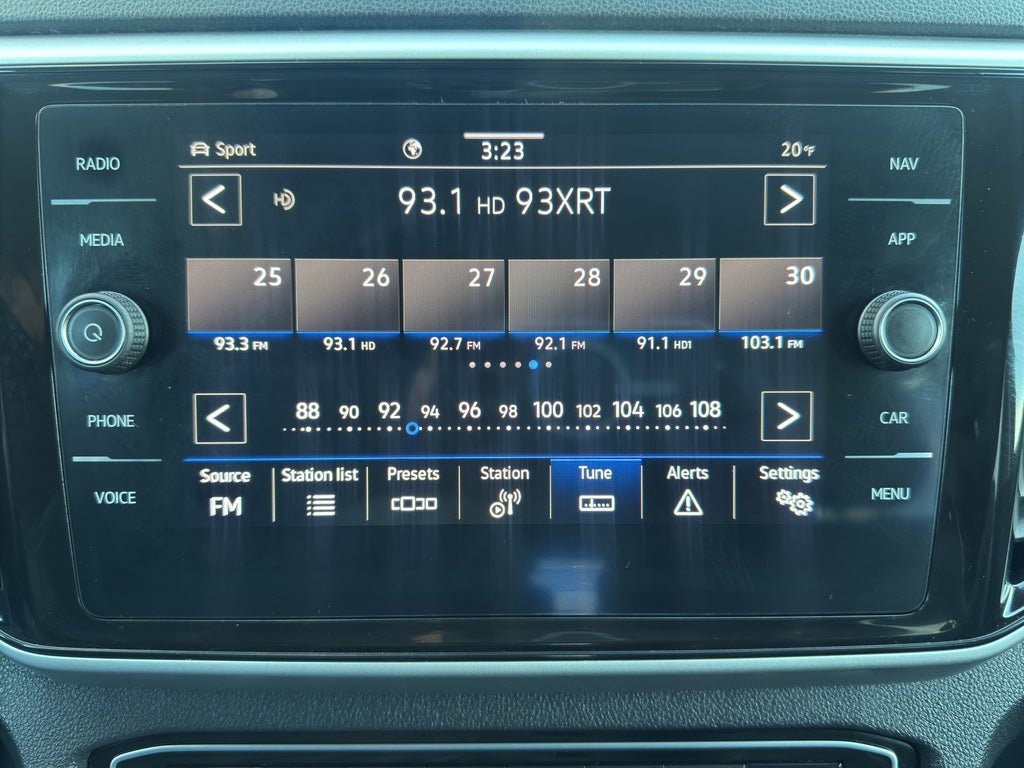 RADIO
MEDIA
PHONE
VOICE
Sport 3:23 20°F
HD 93.1 HD 93XRT
25 26 27 28 29 30
93.3 FM 93.1 HD 92.7 FM 92.1 FM 91.1 HD1 103.1 FM
88 90 92 94 96 98 100 102 104 106 108
Source Station list Presets Station Tune Alerts Settings
FM
NAV
APP
CAR
MENU